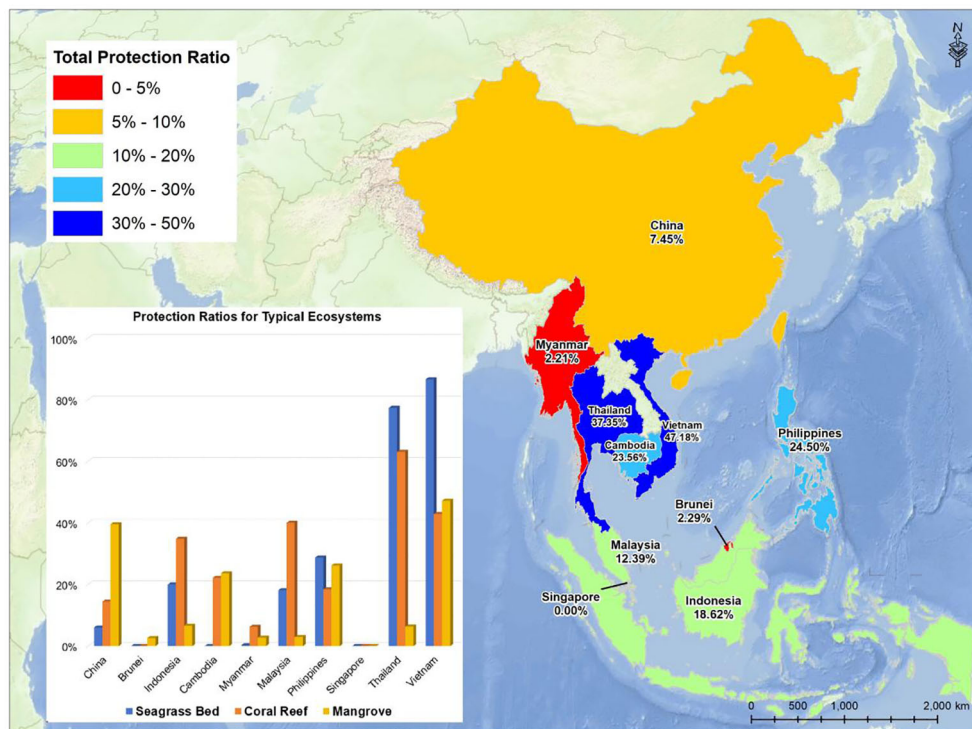 N
Total Protection Ratio
0 - 5%
5% - 10%
10% - 20%
20% - 30%
30% - 50%
China
7.45%
Myanmar
2.21%
Thailand
37.35%
Vietnam
47.18%
Cambodia
23.56%
Philippines
24.50%
Brunei
2.29%
Malaysia
12.39%
Singapore
0.00%
Indonesia
18.62%
Protection Ratios for Typical Ecosystems
100%
80%
60%
40%
20%
0%
China
Brunei
Indonesia
Cambodia
Myanmar
Malaysia
Philippines
Singapore
Thailand
Vietnam
Seagrass Bed Coral Reef Mangrove
0 500 1,000 2,000 km